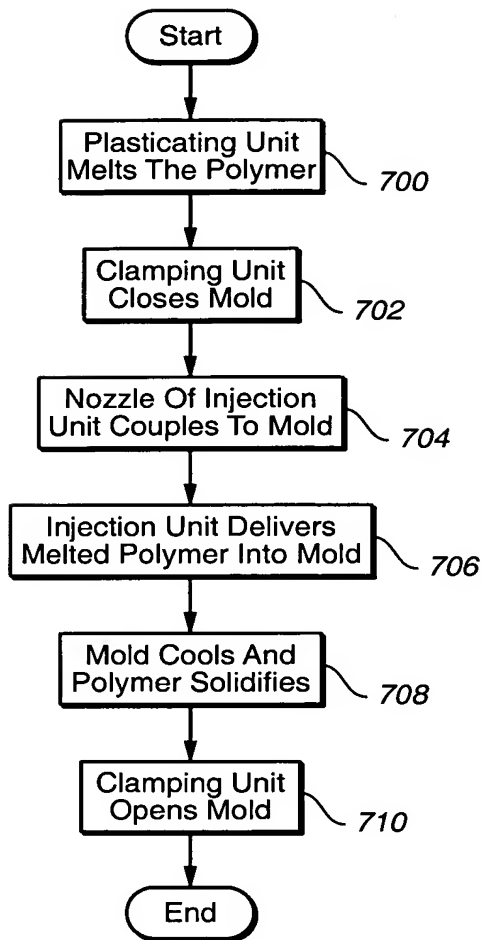 Start
Plasticating Unit
Melts The Polymer
700
Clamping Unit
Closes Mold
702
Nozzle Of Injection
Unit Couples To Mold
704
Injection Unit Delivers
Melted Polymer Into Mold
706
Mold Cools And
Polymer Solidifies
708
Clamping Unit
Opens Mold
710
End